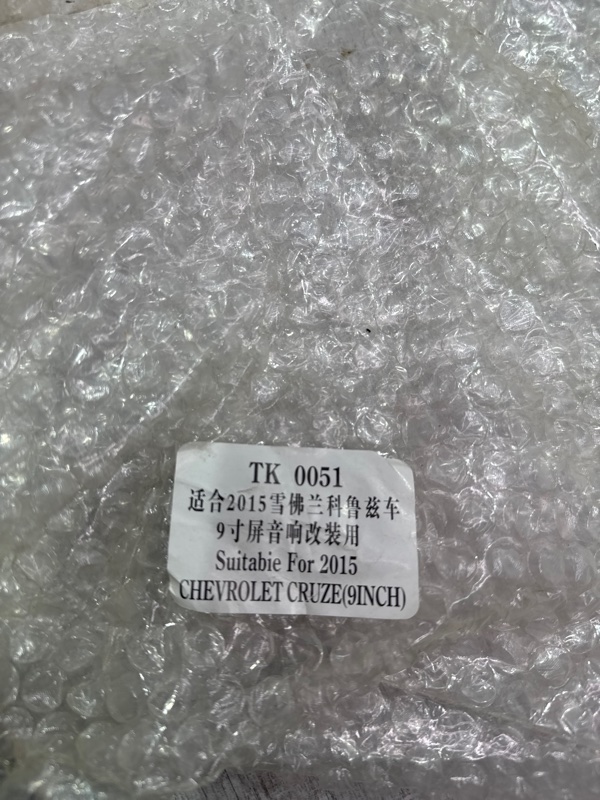 TK 0051
适合2015雪佛兰科鲁兹车
9寸屏音响改装用
Suitabie For 2015
CHEVROLET CRUZE(9INCH)